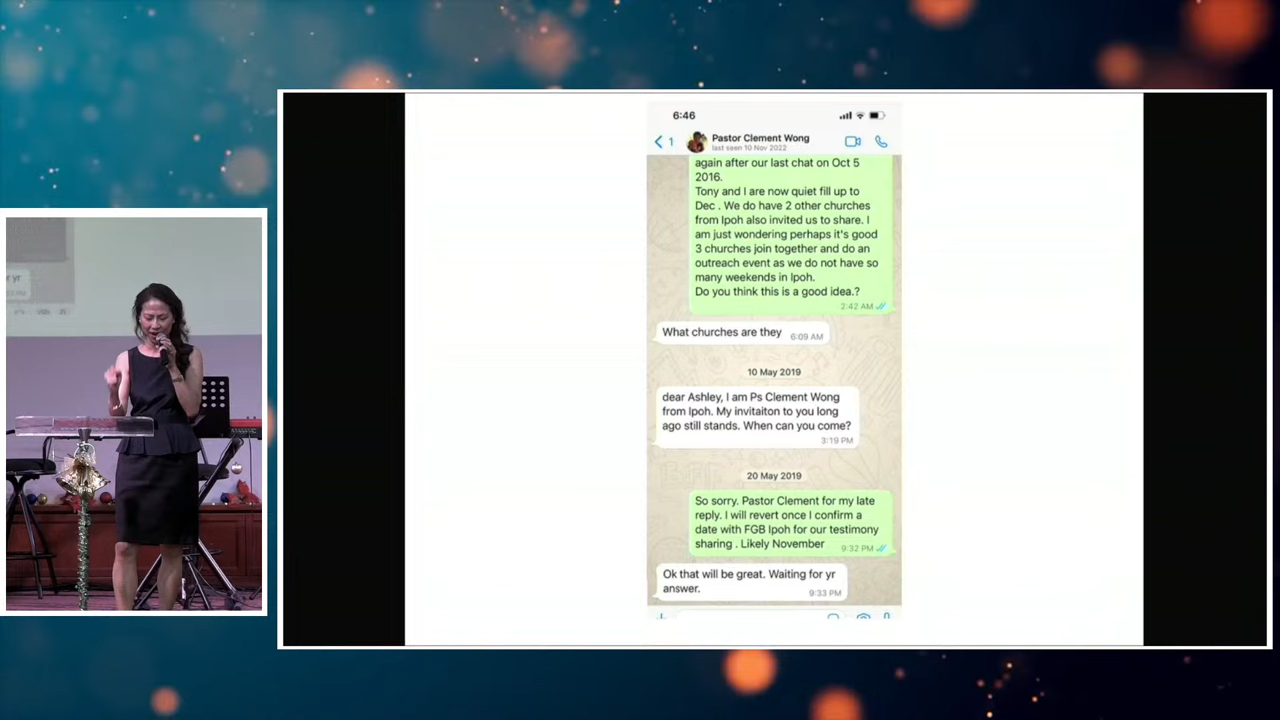 6:46
1
Pastor Clement Wong
last seen 10 Nov 2022
again after our last chat on Oct 5
2016.
Tony and I are now quiet fill up to
Dec . We do have 2 other churches
from Ipoh also invited us to share. I
am just wondering perhaps it's good
3 churches join together and do an
outreach event as we do not have so
many weekends in Ipoh.
Do you think this is a good idea.?
2:42 AM
What churches are they
6:09 AM
10 May 2019
dear Ashley, I am Ps Clement Wong
from Ipoh. My invitaiton to you long
ago still stands. When can you come?
3:19 PM
20 May 2019
So sorry. Pastor Clement for my late
reply. I will revert once I confirm a
date with FGB Ipoh for our testimony
sharing . Likely November
9:32 PM
Ok that will be great. Waiting for yr
answer.
9:33 PM